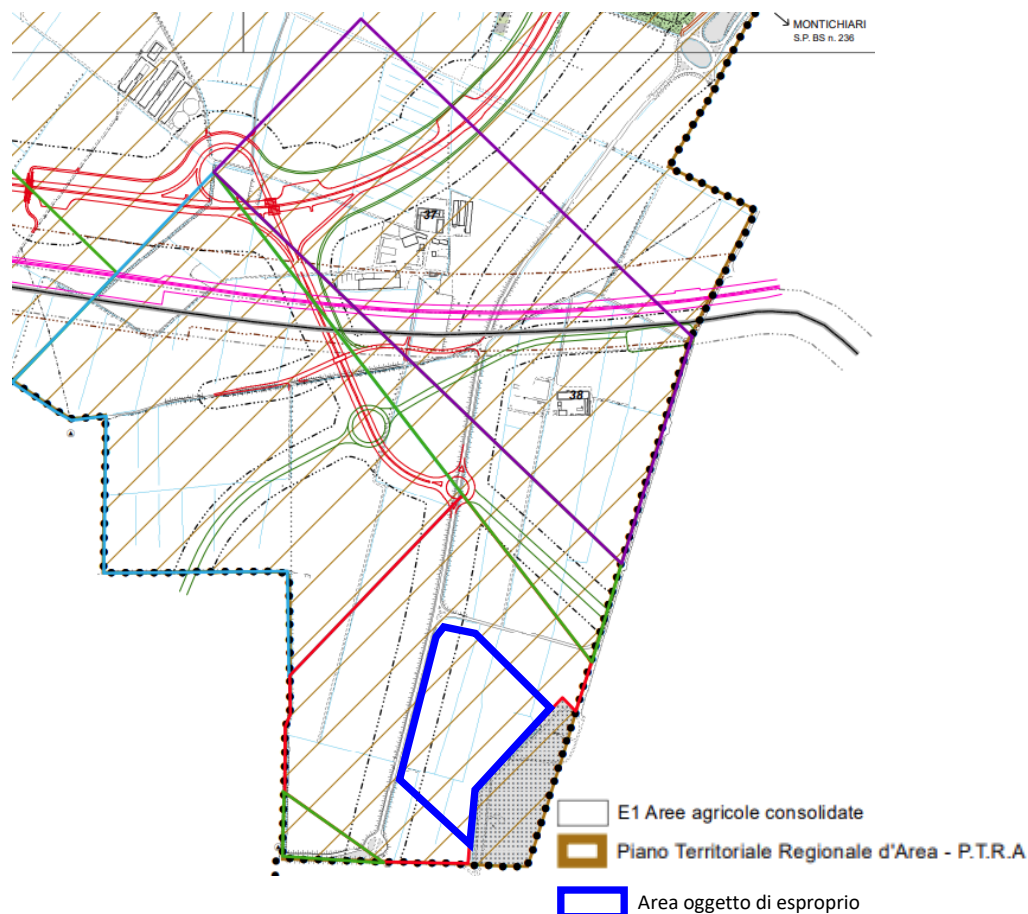 MONTICHIARI
S.P. BS n. 236
37
38
E1 Aree agricole consolidate
Piano Territoriale Regionale d'Area - P.T.R.A
Area oggetto di esproprio